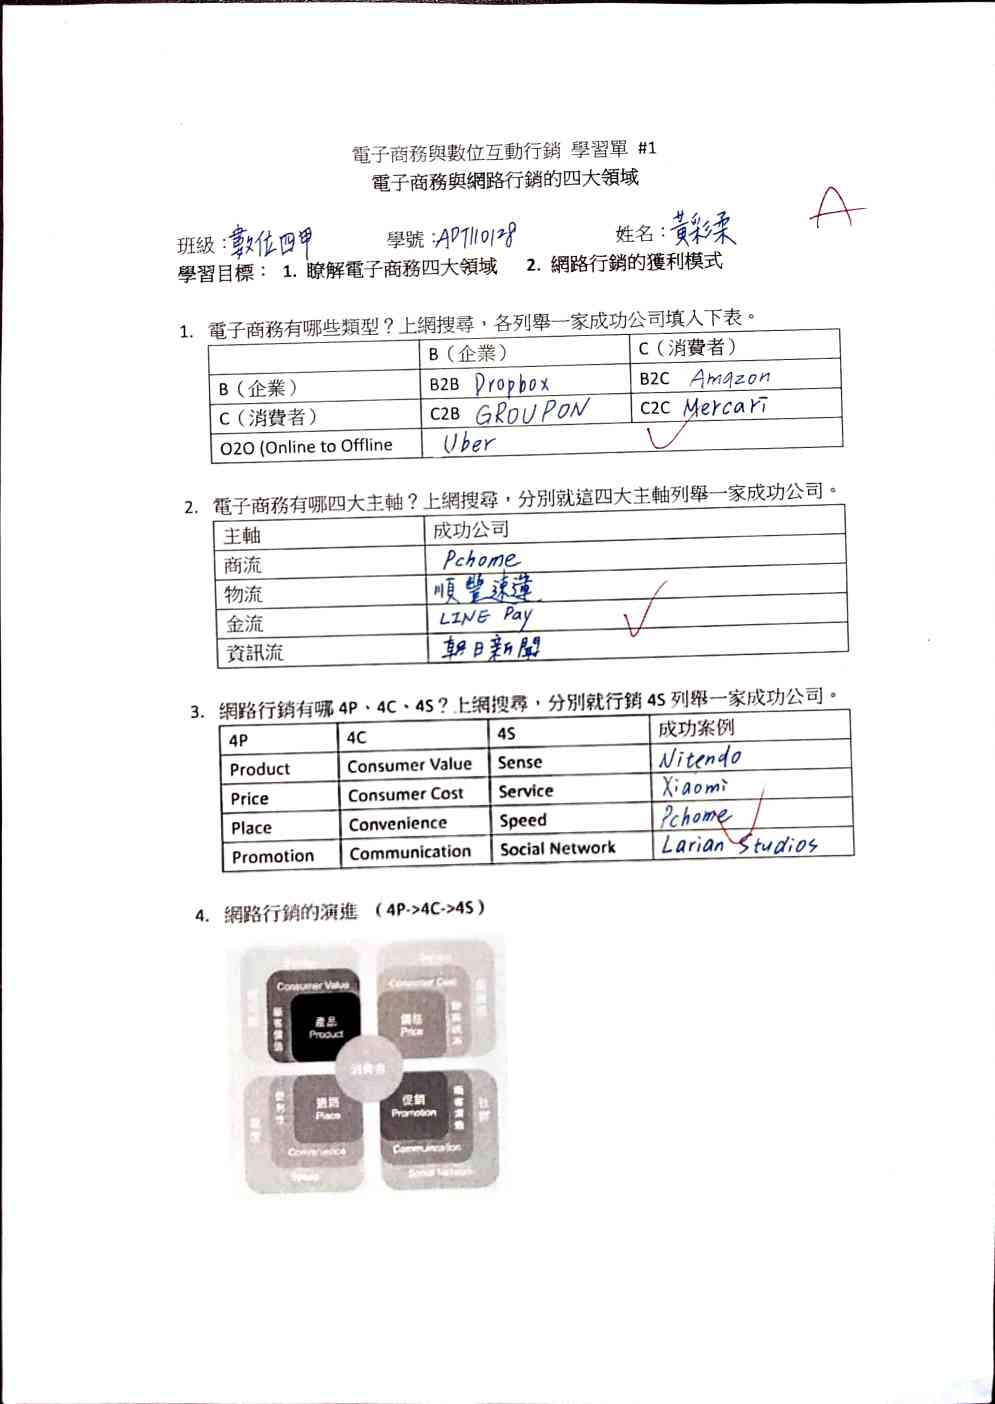 電子商務與數位互動行銷 學習單 #1
電子商務與網路行銷的四大領域
A
班級：數位四甲 學號：APT110128 姓名：黃彩柔
學習目標： 1. 瞭解電子商務四大領域 2. 網路行銷的獲利模式
1. 電子商務有哪些類型？上網搜尋，各列舉一家成功公司填入下表。
B（企業） C（消費者）
B（企業） B2B Dropbox B2C Amazon
C（消費者） C2B GROUPON C2C Mercari
O2O (Online to Offline Uber
2. 電子商務有哪四大主軸？上網搜尋，分別就這四大主軸列舉一家成功公司。
主軸 成功公司
商流 Pchome
物流 順豐速運
金流 LINE Pay
資訊流 朝日新聞
3. 網路行銷有哪 4P、4C、4S？上網搜尋，分別就行銷 4S 列舉一家成功公司。
4P 4C 4S 成功案例
Product Consumer Value Sense Nitendo
Price Consumer Cost Service Xiaomi
Place Convenience Speed Pchome
Promotion Communication Social Network Larian Studios
4. 網路行銷的演進 （4P->4C->4S）
Consumer Value Consumer Cost
顧客價值 產品 Product 價格 Price
消費者
便利性 通路 Place 促銷 Promotion
Convenience Communication
Social Network